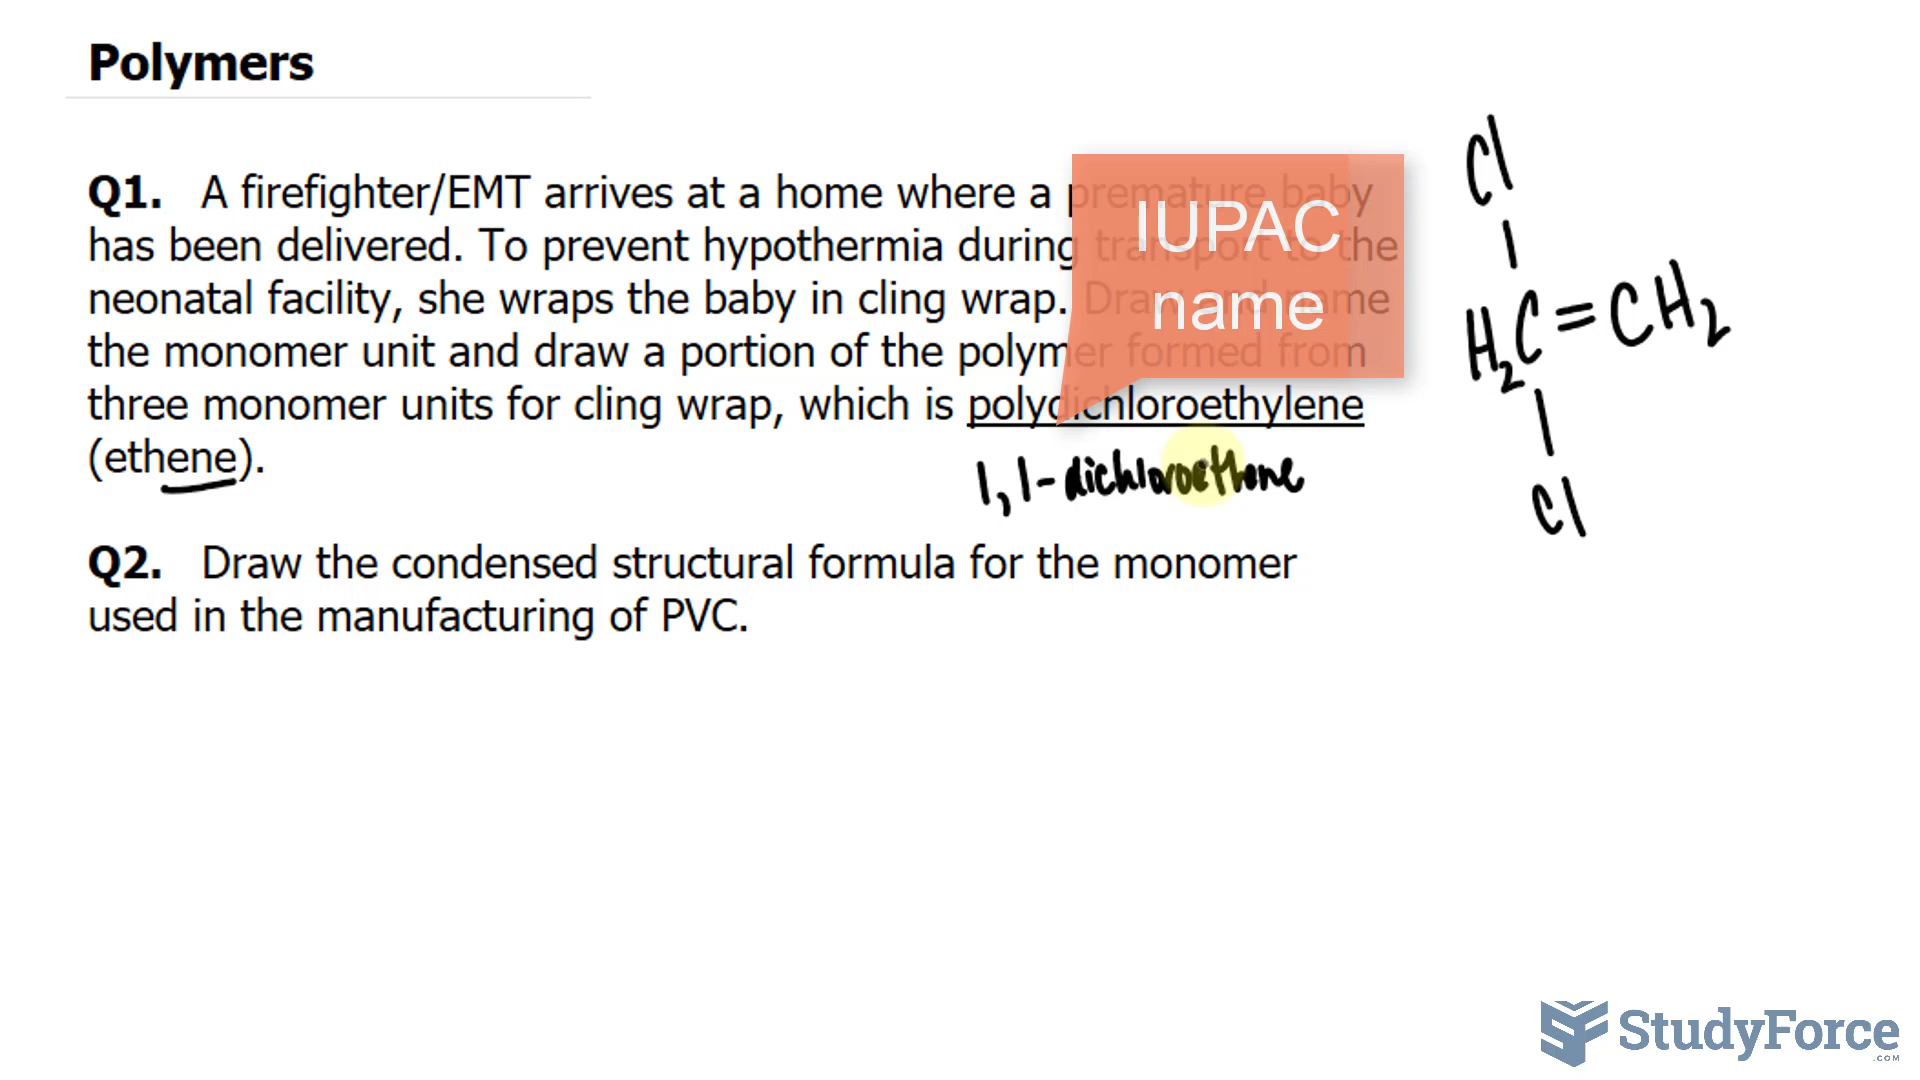 Polymers
Q1. A firefighter/EMT arrives at a home where a premature baby
has been delivered. To prevent hypothermia during transport to the
neonatal facility, she wraps the baby in cling wrap. Draw and name
the monomer unit and draw a portion of the polymer formed from
three monomer units for cling wrap, which is polydichloroethylene
(ethene).
IUPAC
name
1,1-dichloroethene
Q2. Draw the condensed structural formula for the monomer
used in the manufacturing of PVC.
Cl
H₂C=CH₂
Cl
StudyForce
.COM